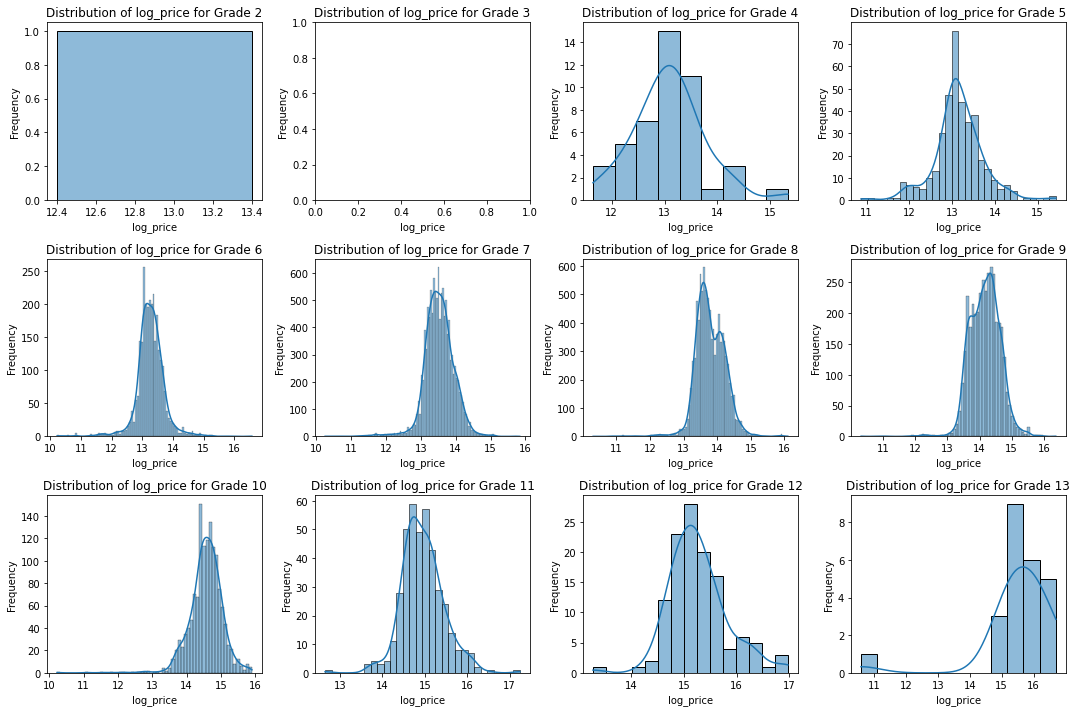 Distribution of log_price for Grade 2
1.0
0.8
0.6
0.4
0.2
0.0
Frequency
12.4 12.6 12.8 13.0 13.2 13.4
log_price
Distribution of log_price for Grade 3
1.0
0.8
0.6
0.4
0.2
0.0
Frequency
0.0 0.2 0.4 0.6 0.8 1.0
log_price
Distribution of log_price for Grade 4
14
12
10
8
6
4
2
0
Frequency
12 13 14 15
log_price
Distribution of log_price for Grade 5
80
70
60
50
40
30
20
10
0
Frequency
11 12 13 14 15
log_price
Distribution of log_price for Grade 6
250
200
150
100
50
0
Frequency
10 11 12 13 14 15 16
log_price
Distribution of log_price for Grade 7
600
500
400
300
200
100
0
Frequency
10 11 12 13 14 15 16
log_price
Distribution of log_price for Grade 8
600
500
400
300
200
100
0
Frequency
10 11 12 13 14 15 16
log_price
Distribution of log_price for Grade 9
250
200
150
100
50
0
Frequency
11 12 13 14 15 16
log_price
Distribution of log_price for Grade 10
140
120
100
80
60
40
20
0
Frequency
10 11 12 13 14 15 16
log_price
Distribution of log_price for Grade 11
60
50
40
30
20
10
0
Frequency
13 14 15 16 17
log_price
Distribution of log_price for Grade 12
25
20
15
10
5
0
Frequency
14 15 16 17
log_price
Distribution of log_price for Grade 13
8
6
4
2
0
Frequency
11 12 13 14 15 16
log_price